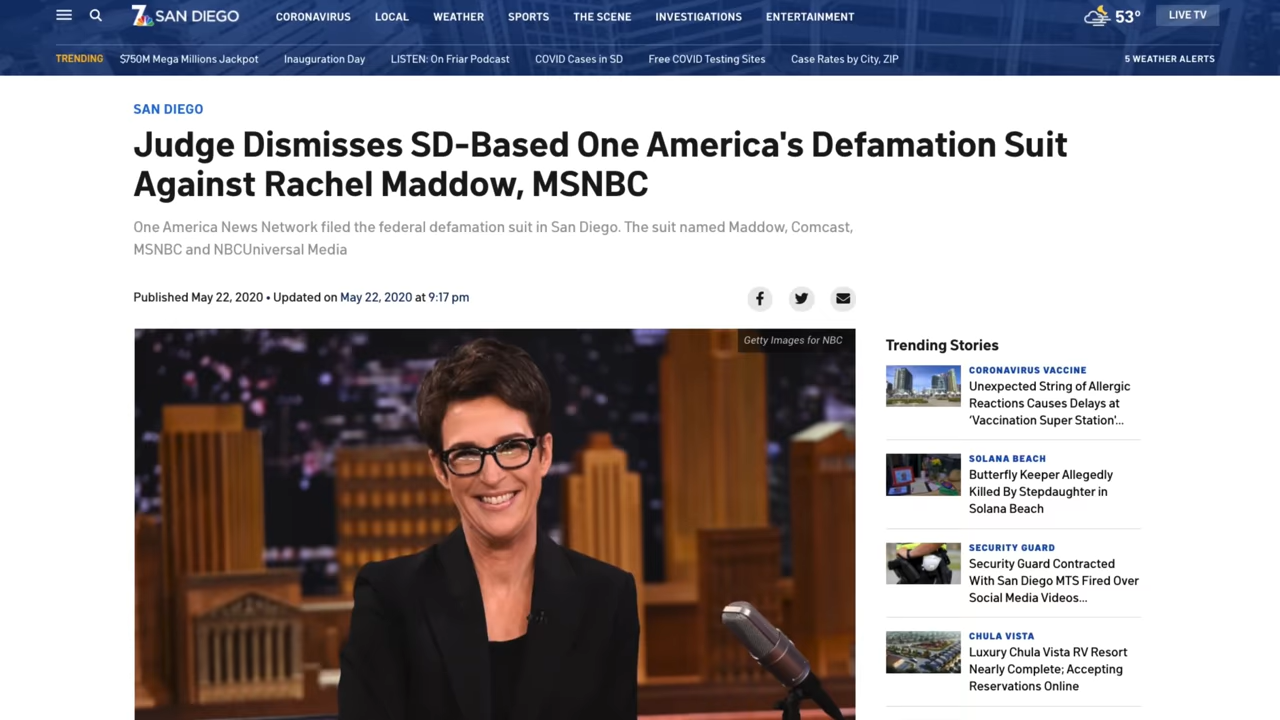 7 SAN DIEGO
CORONAVIRUS LOCAL WEATHER SPORTS THE SCENE INVESTIGATIONS ENTERTAINMENT
53°
LIVE TV
TRENDING $750M Mega Millions Jackpot Inauguration Day LISTEN: On Friar Podcast COVID Cases in SD Free COVID Testing Sites Case Rates by City, ZIP
5 WEATHER ALERTS
SAN DIEGO
Judge Dismisses SD-Based One America's Defamation Suit
Against Rachel Maddow, MSNBC
One America News Network filed the federal defamation suit in San Diego. The suit named Maddow, Comcast,
MSNBC and NBCUniversal Media
Published May 22, 2020 • Updated on May 22, 2020 at 9:17 pm
Getty Images for NBC
Trending Stories
CORONAVIRUS VACCINE
Unexpected String of Allergic
Reactions Causes Delays at
‘Vaccination Super Station’...
SOLANA BEACH
Butterfly Keeper Allegedly
Killed By Stepdaughter in
Solana Beach
SECURITY GUARD
Security Guard Contracted
With San Diego MTS Fired Over
Social Media Videos...
CHULA VISTA
Luxury Chula Vista RV Resort
Nearly Complete; Accepting
Reservations Online